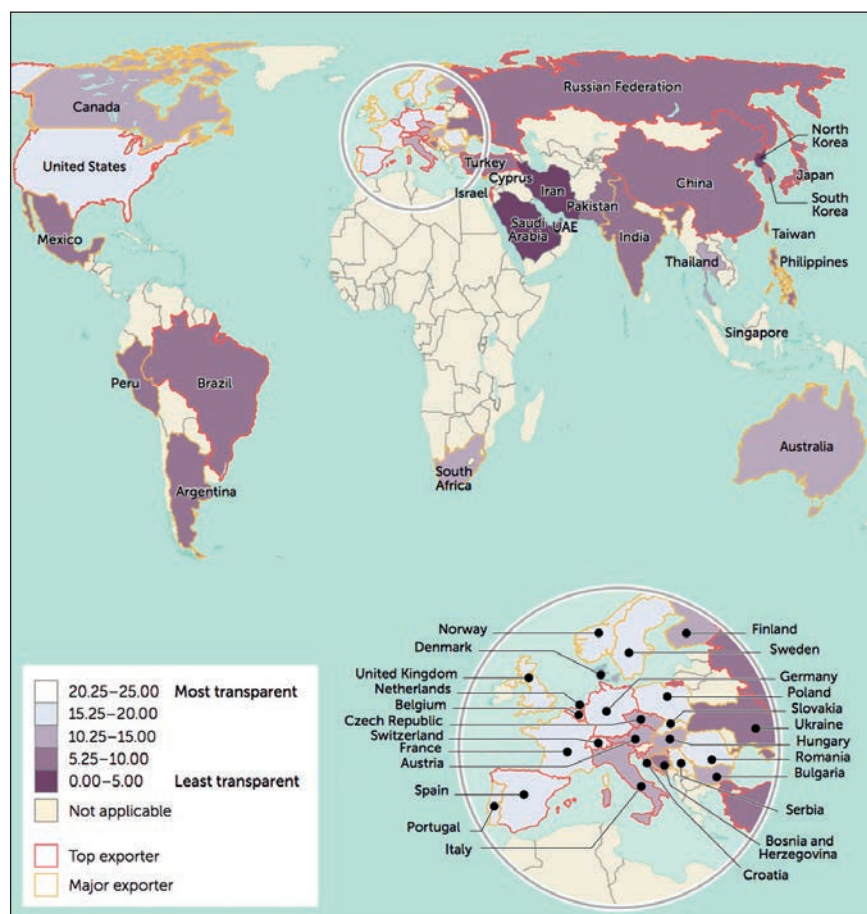 Canada
United States
Mexico
Peru
Brazil
Argentina
Russian Federation
North
Korea
Turkey
Cyprus
Israel
Iran
China
Japan
South
Korea
Pakistan
Saudi
Arabia
UAE
India
Taiwan
Thailand
Philippines
Singapore
South
Africa
Australia
Norway
Denmark
United Kingdom
Netherlands
Belgium
Czech Republic
Switzerland
France
Austria
Spain
Portugal
Italy
Finland
Sweden
Germany
Poland
Slovakia
Ukraine
Hungary
Romania
Bulgaria
Serbia
Bosnia and
Herzegovina
Croatia
20.25–25.00 Most transparent
15.25–20.00
10.25–15.00
5.25–10.00
0.00–5.00 Least transparent
Not applicable
Top exporter
Major exporter